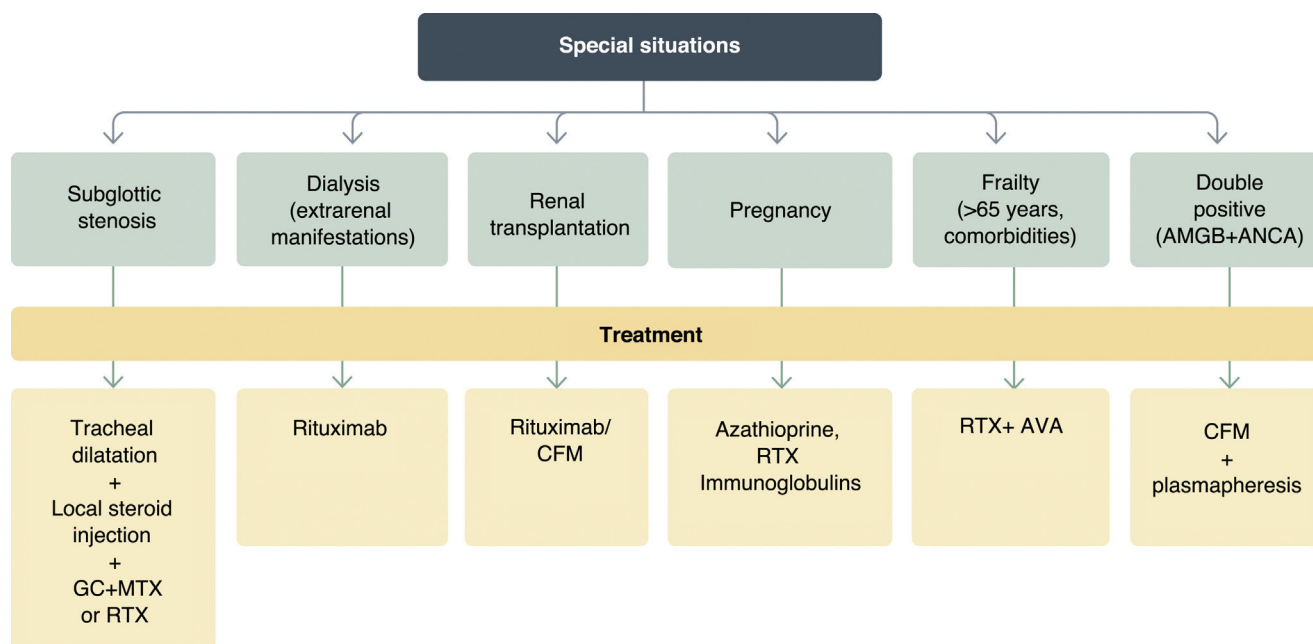 Special situations
Subglottic
stenosis
Dialysis
(extrarenal
manifestations)
Renal
transplantation
Pregnancy
Frailty
(>65 years,
comorbidities)
Double
positive
(AMGB+ANCA)
Treatment
Tracheal
dilatation
+
Local steroid
injection
+
GC+MTX
or RTX
Rituximab
Rituximab/
CFM
Azathioprine,
RTX
Immunoglobulins
RTX+ AVA
CFM
+
plasmapheresis